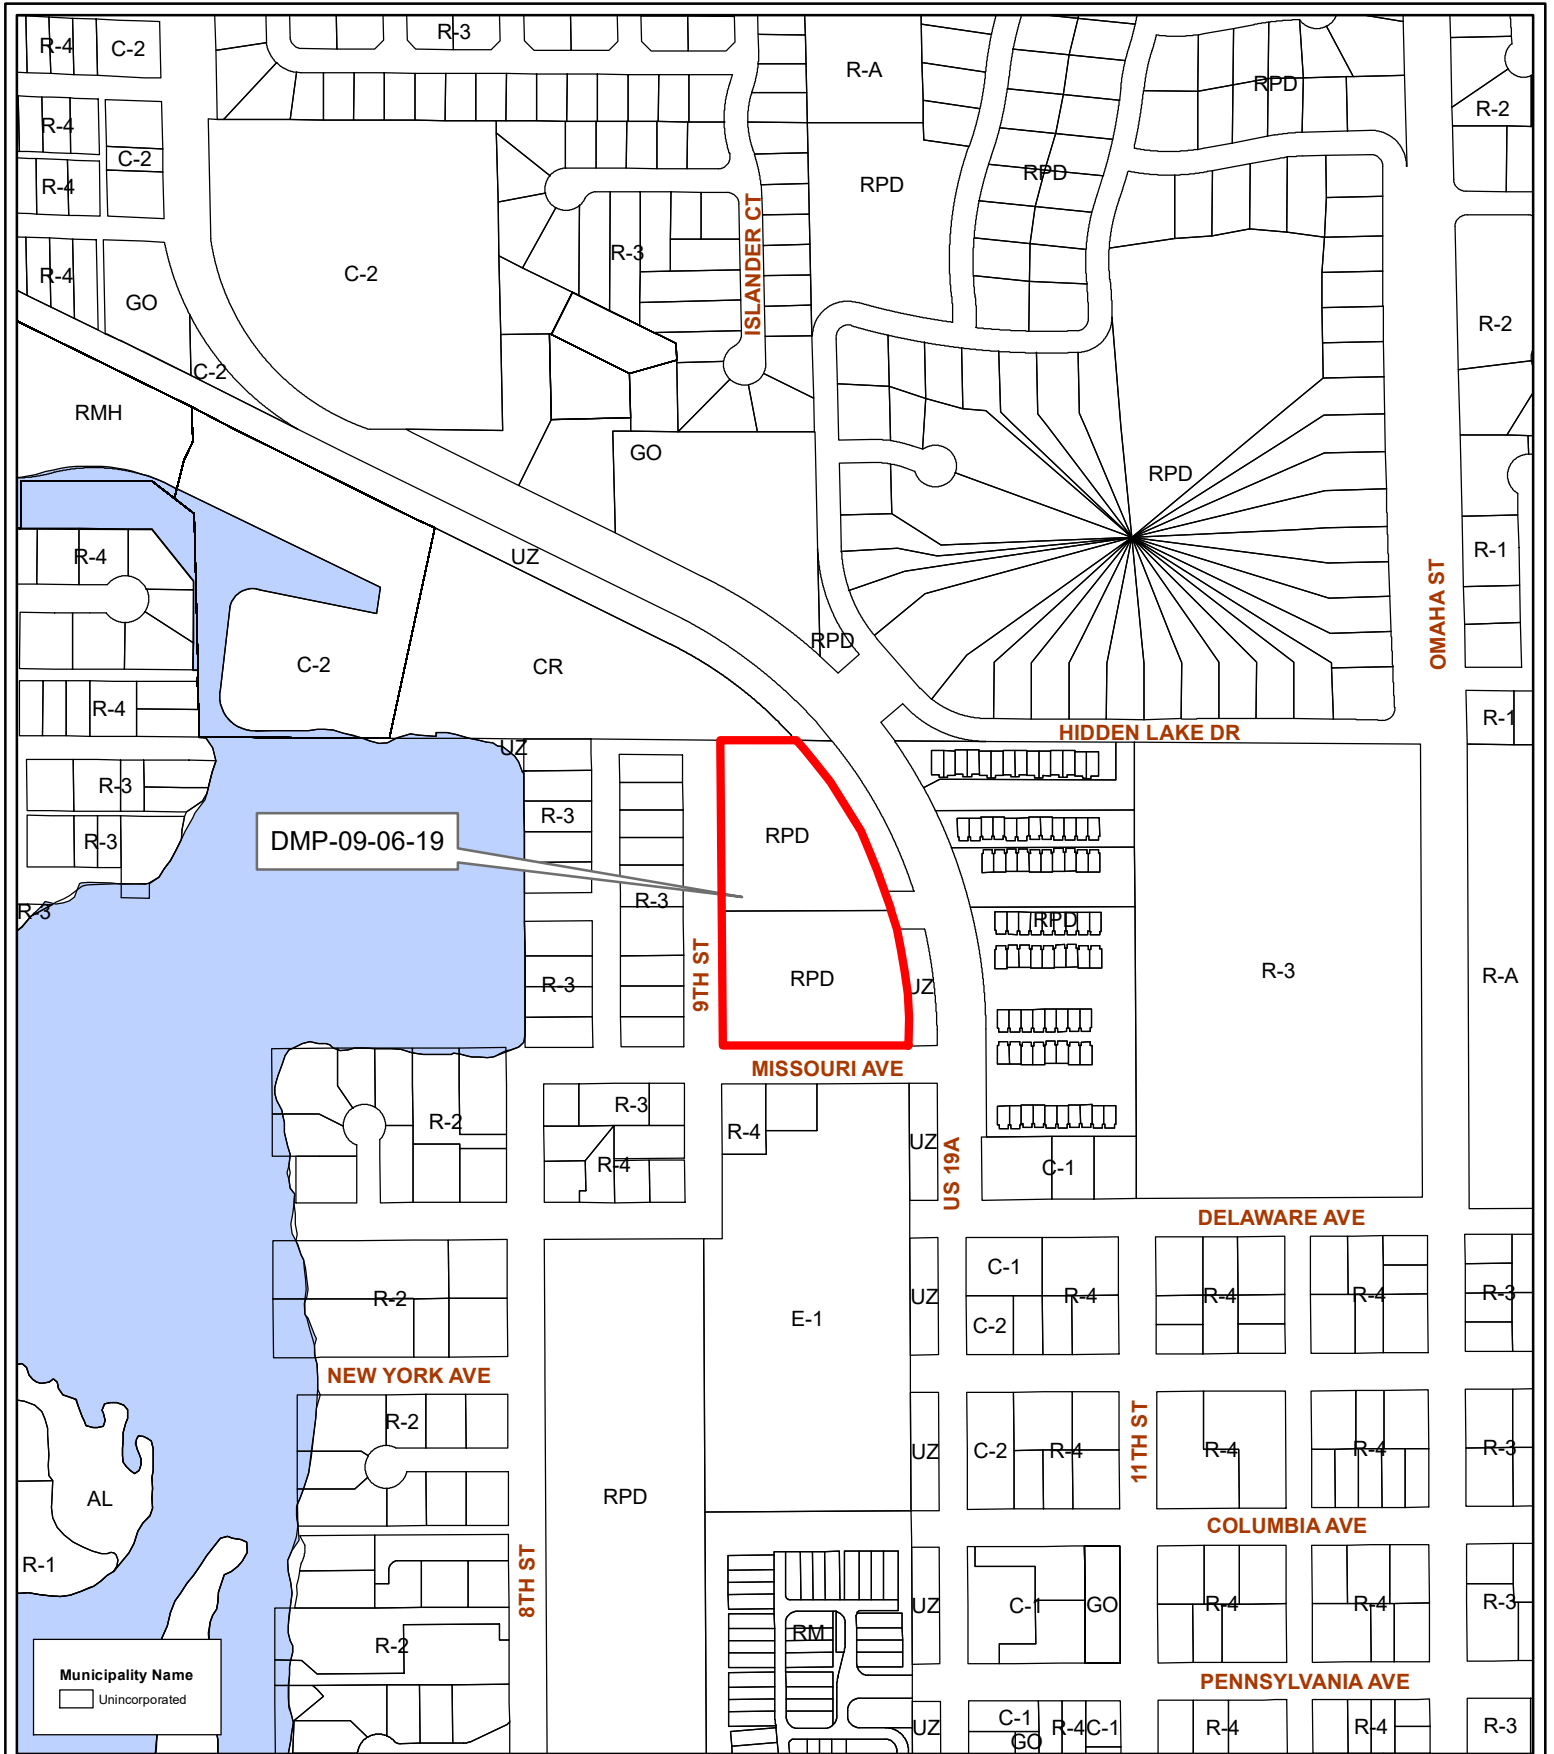 R-3
R-4
C-2
R-A
RPD
R-2
R-4
C-2
RPD
RPD
R-4
ISLANDER CT
R-3
C-2
R-4
GO
R-2
C-2
RMH
GO
RPD
UZ
R-4
R-1
OMAHA ST
RPD
C-2
CR
R-4
R-1
HIDDEN LAKE DR
UZ
R-3
R-3
RPD
DMP-09-06-19
R-3
R-3
R-3
RPD
R-3
9TH ST
RPD
UZ
R-3
R-A
R-3
MISSOURI AVE
R-3
R-2
R-4
UZ
US 19A
R-4
C-1
DELAWARE AVE
C-1
R-2
UZ
R-4
R-4
R-4
R-3
E-1
C-2
NEW YORK AVE
R-2
11TH ST
UZ
C-2
R-4
R-4
R-4
R-3
AL
RPD
COLUMBIA AVE
R-1
8TH ST
UZ
C-1
GO
R-4
R-4
R-3
RM
R-2
Municipality Name
Unincorporated
PENNSYLVANIA AVE
UZ
C-1
GO
R-4
C-1
R-4
R-4
R-3